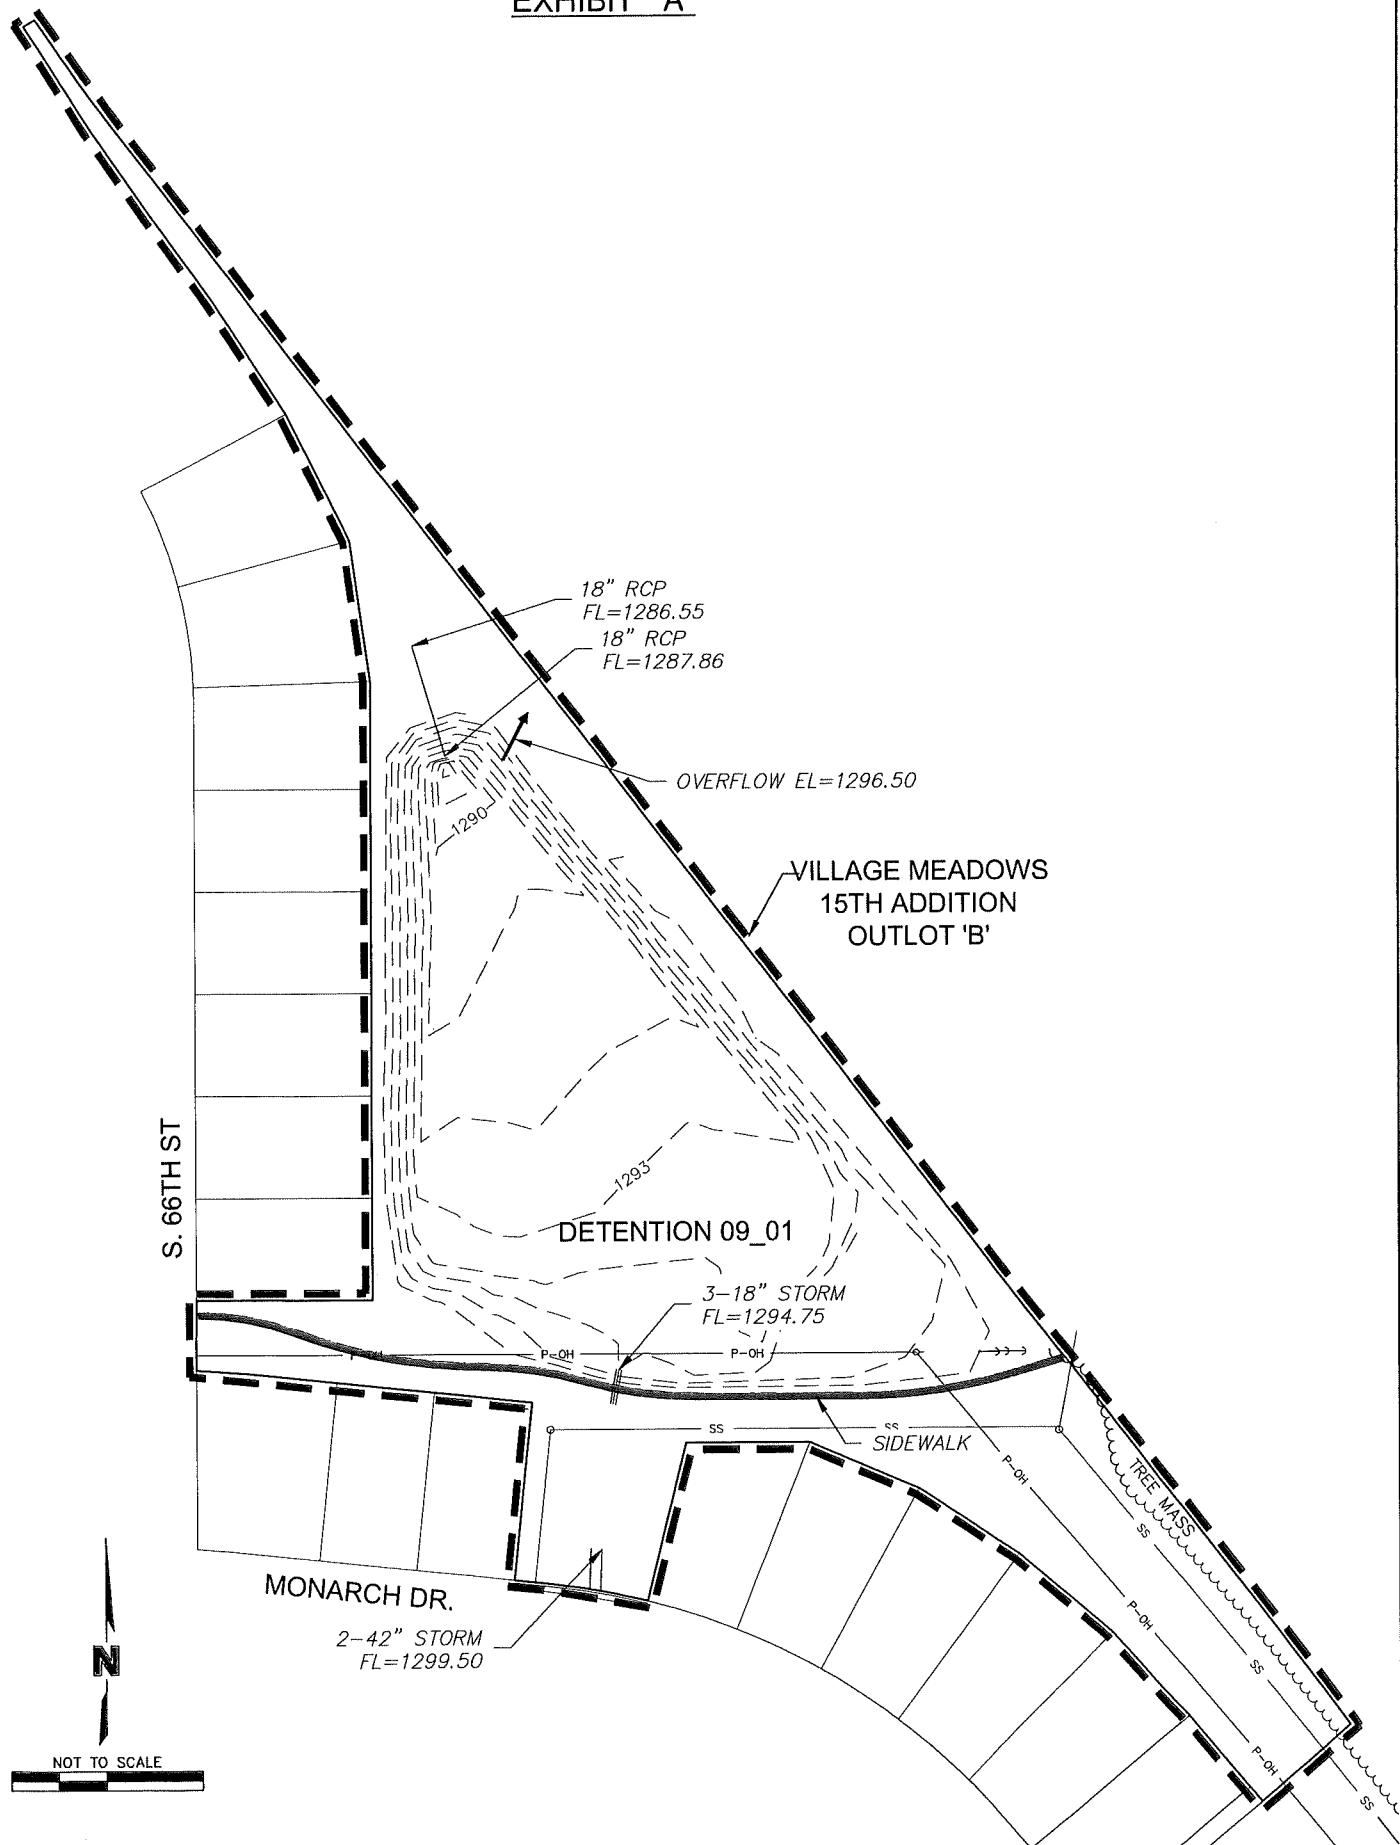 EXHIBIT "A"
18" RCP
FL=1286.55
18" RCP
FL=1287.86
OVERFLOW EL=1296.50
1290
VILLAGE MEADOWS
15TH ADDITION
OUTLOT 'B'
S. 66TH ST
1293
DETENTION 09_01
3-18" STORM
FL=1294.75
P-OH
P-OH
P-OH
SS
SS
SIDEWALK
P-OH
TREE MASS
SS
MONARCH DR.
2-42" STORM
FL=1299.50
P-OH
SS
N
P-OH
SS
NOT TO SCALE